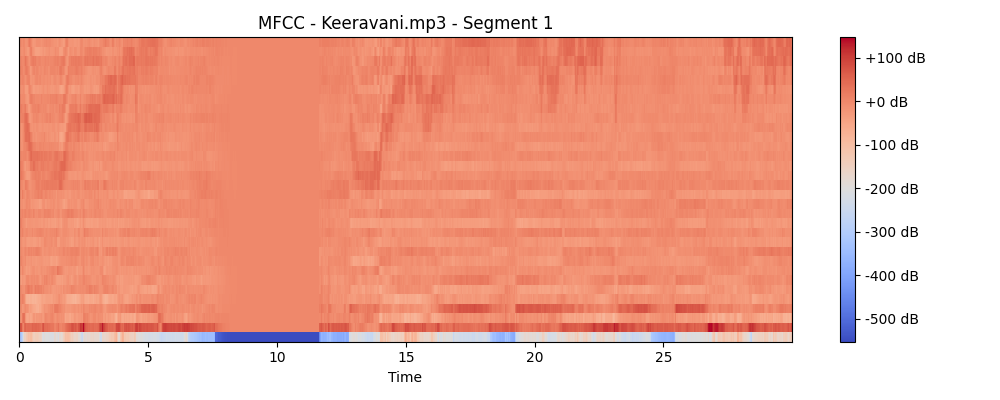 MFCC - Keeravani.mp3 - Segment 1
+100 dB
+0 dB
-100 dB
-200 dB
-300 dB
-400 dB
-500 dB
0 5 10 15 20 25
Time